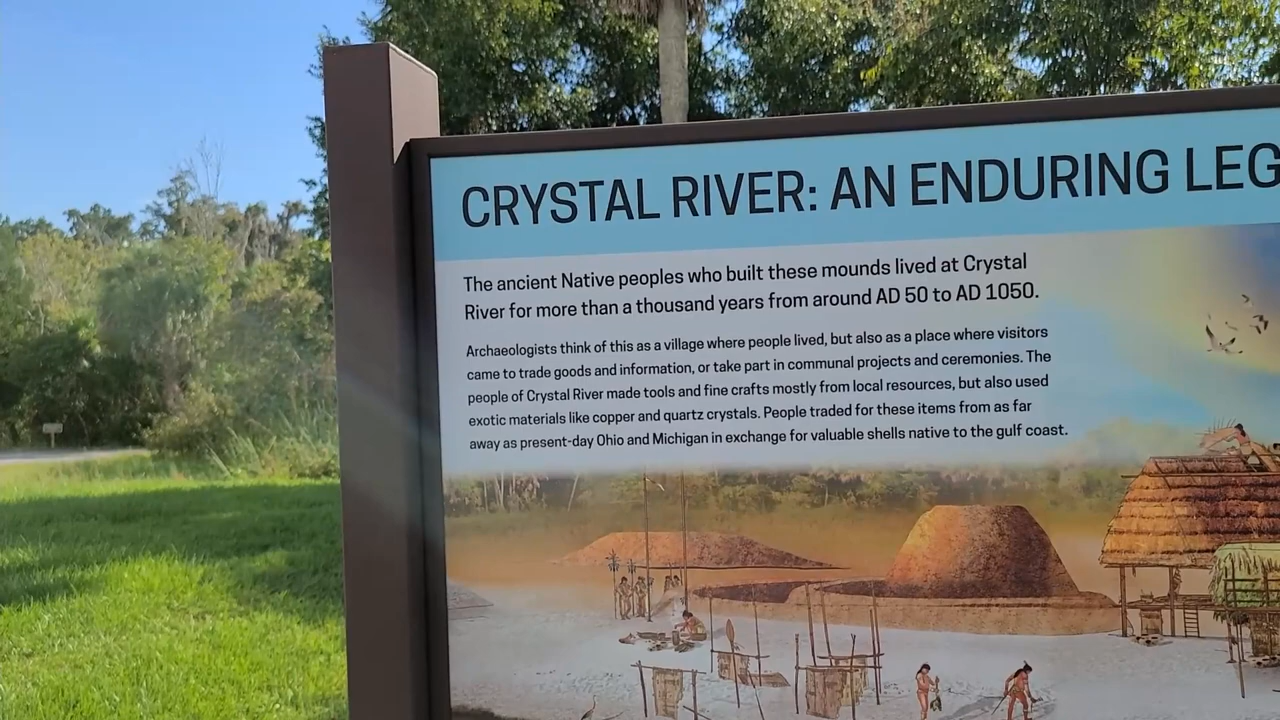 CRYSTAL RIVER: AN ENDURING LEG
The ancient Native peoples who built these mounds lived at Crystal
River for more than a thousand years from around AD 50 to AD 1050.
Archaeologists think of this as a village where people lived, but also as a place where visitors
came to trade goods and information, or take part in communal projects and ceremonies. The
people of Crystal River made tools and fine crafts mostly from local resources, but also used
exotic materials like copper and quartz crystals. People traded for these items from as far
away as present-day Ohio and Michigan in exchange for valuable shells native to the gulf coast.